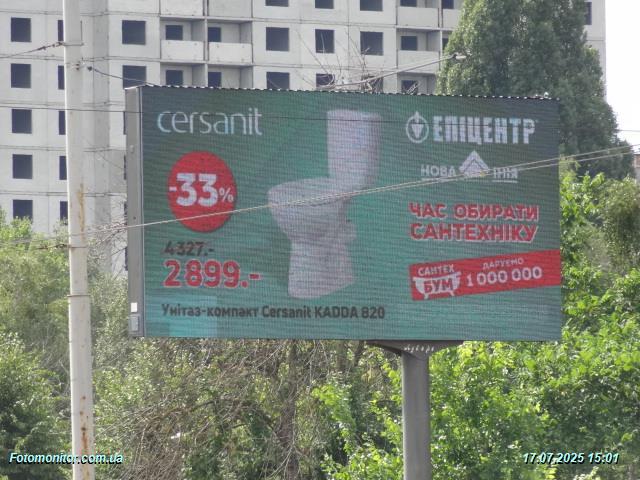 cersanit
ЕПІЦЕНТР
НОВА ЛІНІЯ
-33%
4327.-
2899.-
ЧАС ОБИРАТИ
САНТЕХНІКУ
САНТЕХ
БУМ
ДАРУЄМО
1 000 000
Унітаз-компакт Cersanit KADDA 820
Fotomonitor.com.ua
17.07.2025 15:01